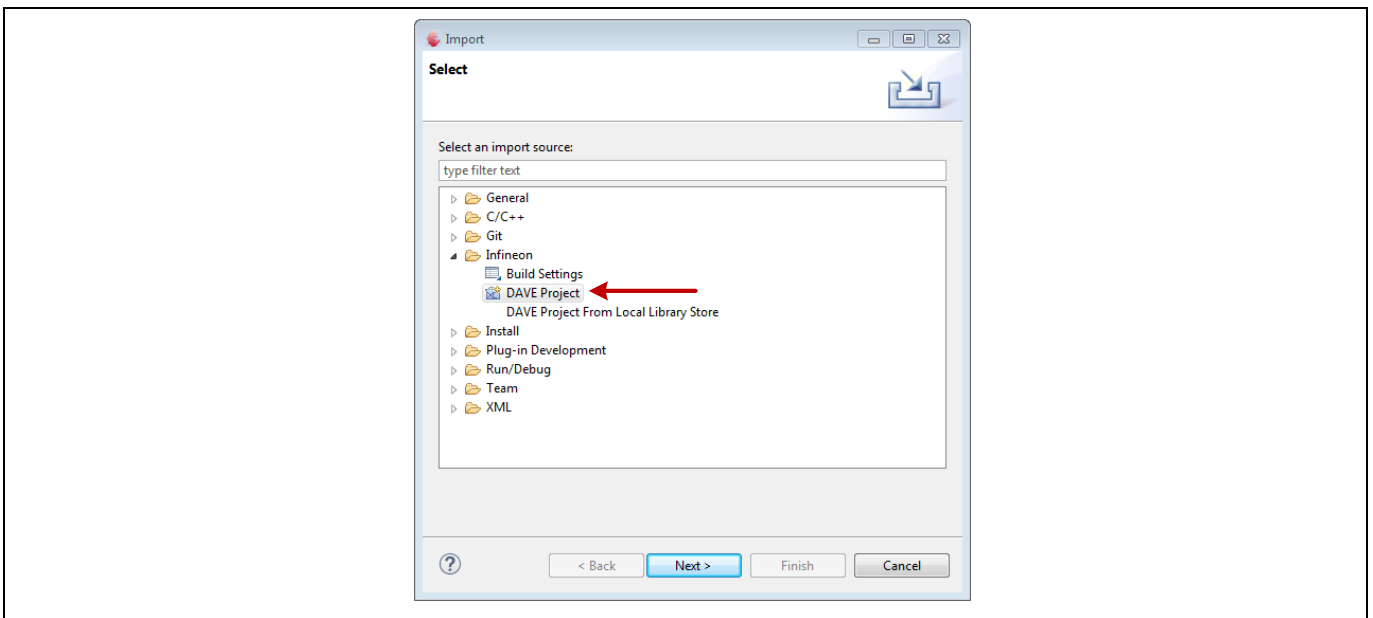 Import
Select
Select an import source:
type filter text
General
C/C++
Git
Infineon
Build Settings
DAVE Project
DAVE Project From Local Library Store
Install
Plug-in Development
Run/Debug
Team
XML
? < Back Next > Finish Cancel